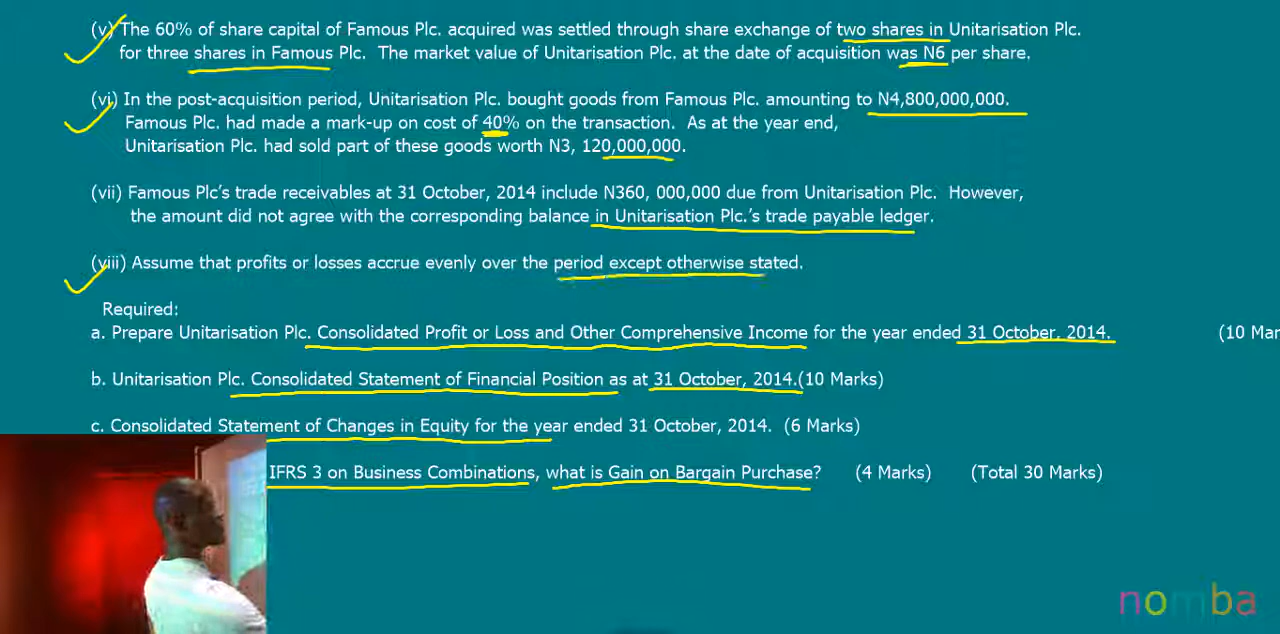 (v) The 60% of share capital of Famous Plc. acquired was settled through share exchange of two shares in Unitarisation Plc.
for three shares in Famous Plc. The market value of Unitarisation Plc. at the date of acquisition was N6 per share.
(vi) In the post-acquisition period, Unitarisation Plc. bought goods from Famous Plc. amounting to N4,800,000,000.
Famous Plc. had made a mark-up on cost of 40% on the transaction. As at the year end,
Unitarisation Plc. had sold part of these goods worth N3, 120,000,000.
(vii) Famous Plc's trade receivables at 31 October, 2014 include N360, 000,000 due from Unitarisation Plc. However,
the amount did not agree with the corresponding balance in Unitarisation Plc.'s trade payable ledger.
(viii) Assume that profits or losses accrue evenly over the period except otherwise stated.
Required:
a. Prepare Unitarisation Plc. Consolidated Profit or Loss and Other Comprehensive Income for the year ended 31 October, 2014. (10 Mar
b. Unitarisation Plc. Consolidated Statement of Financial Position as at 31 October, 2014.(10 Marks)
c. Consolidated Statement of Changes in Equity for the year ended 31 October, 2014. (6 Marks)
IFRS 3 on Business Combinations, what is Gain on Bargain Purchase? (4 Marks) (Total 30 Marks)
nomba